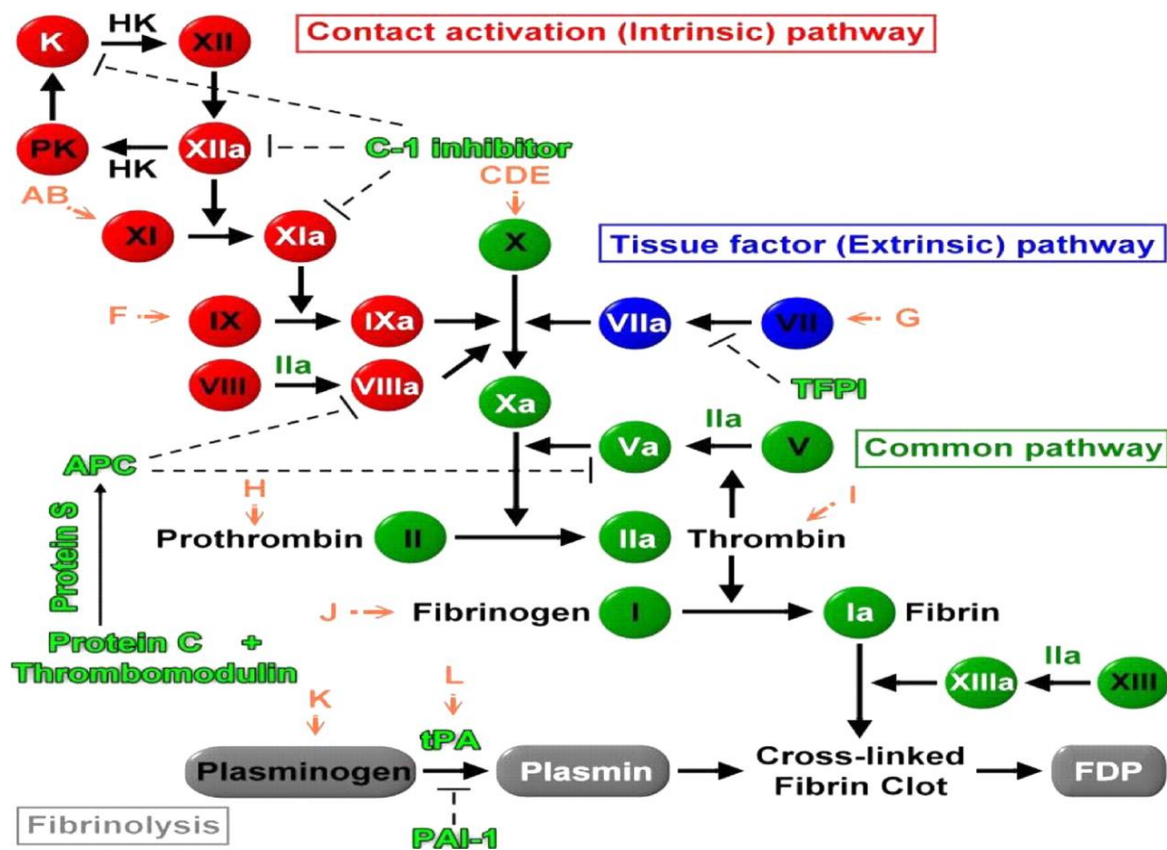 K
HK
XII
Contact activation (Intrinsic) pathway
PK
HK
XIIa
C-1 inhibitor
AB
CDE
XI
XIa
X
Tissue factor (Extrinsic) pathway
F
IX
IXa
VIIa
VII
G
VIII
IIa
VIIIa
TFPI
Xa
IIa
Va
V
Common pathway
APC
H
I
Prothrombin
II
IIa
Thrombin
Protein S
J
Fibrinogen
I
Ia
Fibrin
Protein C +
Thrombomodulin
IIa
XIIIa
XIII
K
L
tPA
Plasminogen
Plasmin
Cross-linked
Fibrin Clot
FDP
Fibrinolysis
PAI-1